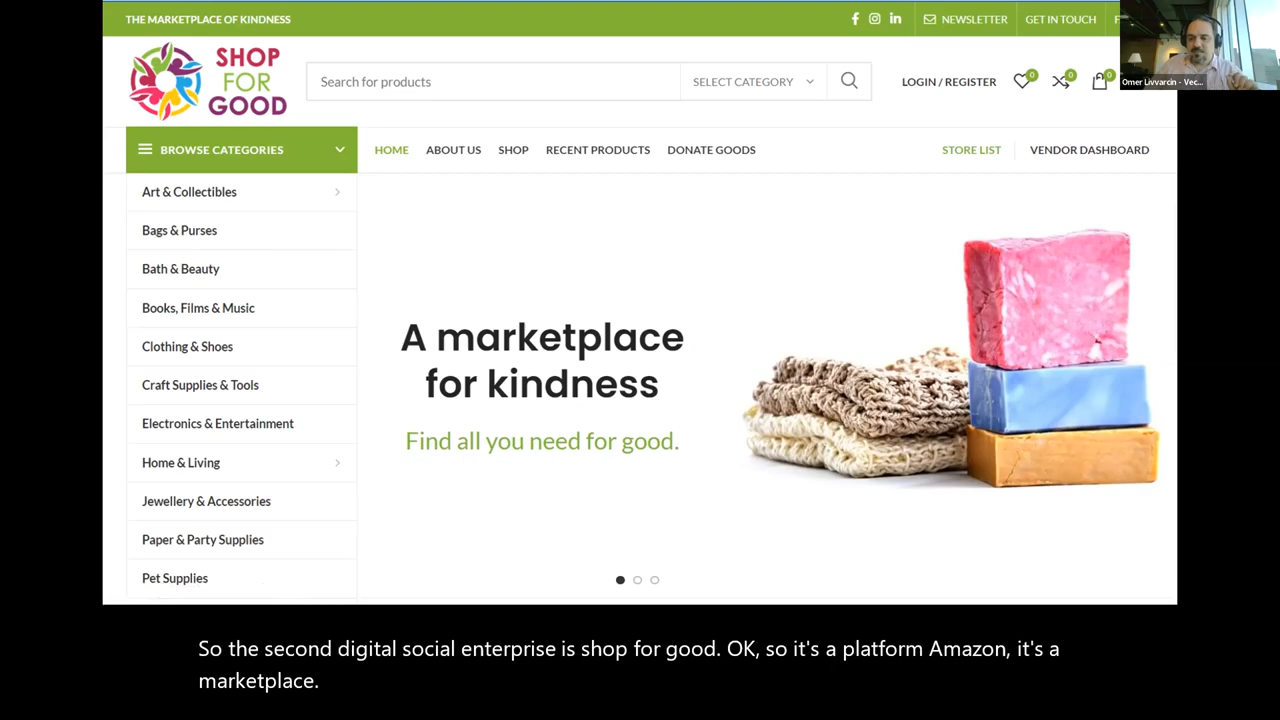 THE MARKETPLACE OF KINDNESS
NEWSLETTER
GET IN TOUCH
Omer Livvarcin - Vec...
SHOP
FOR
GOOD
Search for products
SELECT CATEGORY
LOGIN / REGISTER
0
0
0
BROWSE CATEGORIES
HOME
ABOUT US
SHOP
RECENT PRODUCTS
DONATE GOODS
STORE LIST
VENDOR DASHBOARD
Art & Collectibles
Bags & Purses
Bath & Beauty
Books, Films & Music
Clothing & Shoes
Craft Supplies & Tools
Electronics & Entertainment
Home & Living
Jewellery & Accessories
Paper & Party Supplies
Pet Supplies
A marketplace
for kindness
Find all you need for good.
So the second digital social enterprise is shop for good. OK, so it's a platform Amazon, it's a
marketplace.